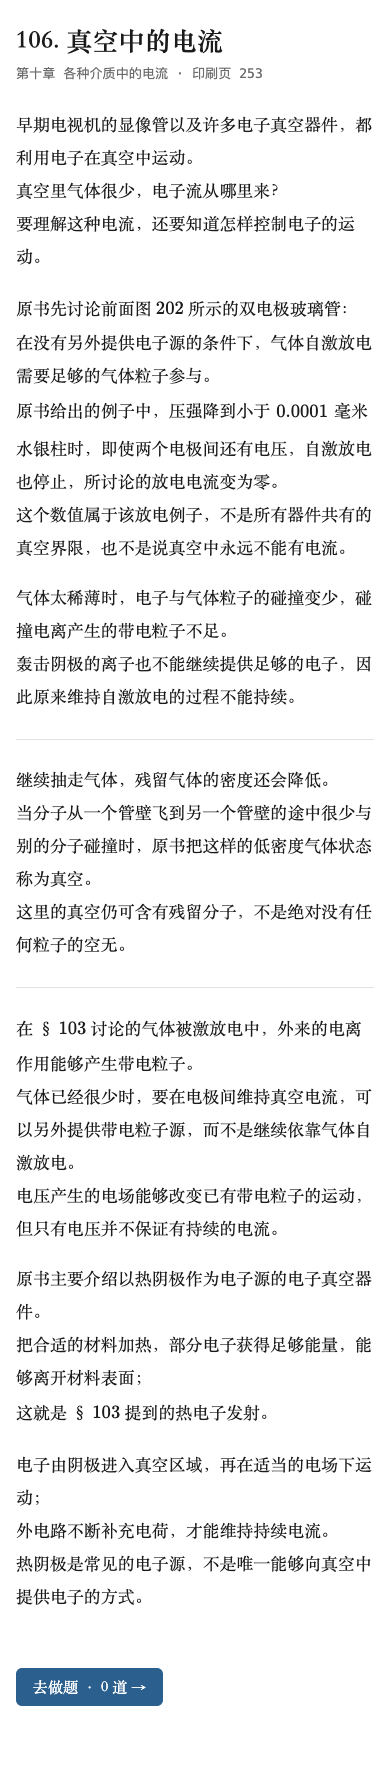 106. 真空中的电流
第十章 各种介质中的电流 · 印刷页 253
早期电视机的显像管以及许多电子真空器件，都
利用电子在真空中运动。
真空里气体很少，电子流从哪里来？
要理解这种电流，还要知道怎样控制电子的运
动。
原书先讨论前面图 202 所示的双电极玻璃管：
在没有另外提供电子源的条件下，气体自激放电
需要足够的气体粒子参与。
原书给出的例子中，压强降到小于 0.0001 毫米
水银柱时，即使两个电极间还有电压，自激放电
也停止，所讨论的放电电流变为零。
这个数值属于该放电例子，不是所有器件共有的
真空界限，也不是说真空中永远不能有电流。
气体太稀薄时，电子与气体粒子的碰撞变少，碰
撞电离产生的带电粒子不足。
轰击阴极的离子也不能继续提供足够的电子，因
此原来维持自激放电的过程不能持续。
继续抽走气体，残留气体的密度还会降低。
当分子从一个管壁飞到另一个管壁的途中很少与
别的分子碰撞时，原书把这样的低密度气体状态
称为真空。
这里的真空仍可含有残留分子，不是绝对没有任
何粒子的空无。
在 § 103 讨论的气体被激放电中，外来的电离
作用能够产生带电粒子。
气体已经很少时，要在电极间维持真空电流，可
以另外提供带电粒子源，而不是继续依靠气体自
激放电。
电压产生的电场能够改变已有带电粒子的运动，
但只有电压并不保证有持续的电流。
原书主要介绍以热阴极作为电子源的电子真空器
件。
把合适的材料加热，部分电子获得足够能量，能
够离开材料表面；
这就是 § 103 提到的热电子发射。
电子由阴极进入真空区域，再在适当的电场下运
动；
外电路不断补充电荷，才能维持持续电流。
热阴极是常见的电子源，不是唯一能够向真空中
提供电子的方式。
去做题 · 0 道 →